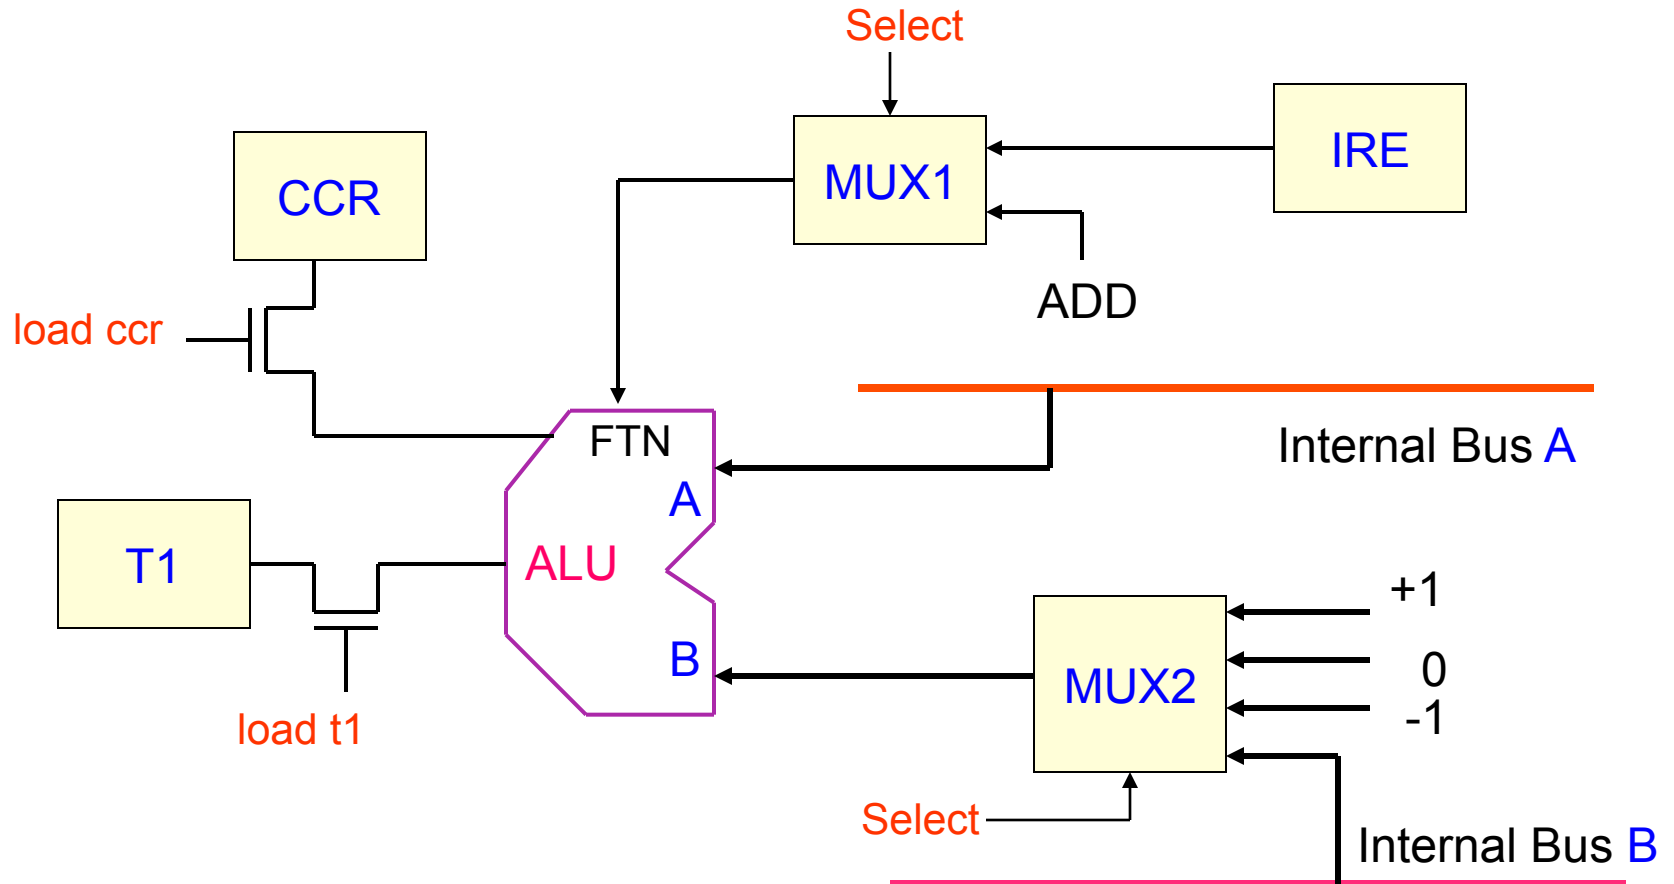 Select
IRE
MUX1
CCR
ADD
load ccr
FTN
Internal Bus A
A
T1
ALU
+1
B
0
MUX2
-1
load t1
Select
Internal Bus B